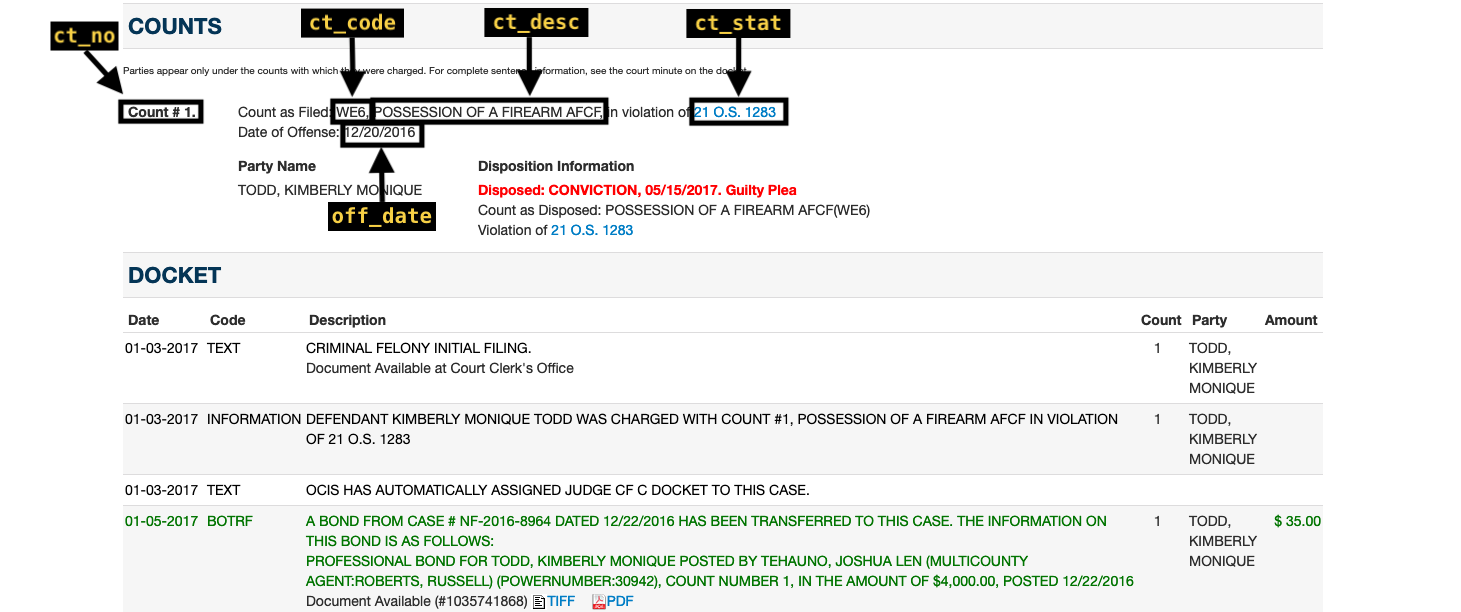 ct_no
ct_code
ct_desc
ct_stat
COUNTS
Parties appear only under the counts with which they were charged. For complete sentence information, see the court minute on the docket.
Count # 1. Count as Filed: WE6, POSSESSION OF A FIREARM AFCF, in violation of 21 O.S. 1283
Date of Offense: 12/20/2016
Party Name Disposition Information
TODD, KIMBERLY MONIQUE Disposed: CONVICTION, 05/15/2017. Guilty Plea
off_date
Count as Disposed: POSSESSION OF A FIREARM AFCF(WE6)
Violation of 21 O.S. 1283
DOCKET
Date Code Description Count Party Amount
01-03-2017 TEXT CRIMINAL FELONY INITIAL FILING. 1 TODD,
Document Available at Court Clerk's Office KIMBERLY
MONIQUE
01-03-2017 INFORMATION DEFENDANT KIMBERLY MONIQUE TODD WAS CHARGED WITH COUNT #1, POSSESSION OF A FIREARM AFCF IN VIOLATION 1 TODD,
OF 21 O.S. 1283 KIMBERLY
MONIQUE
01-03-2017 TEXT OCIS HAS AUTOMATICALLY ASSIGNED JUDGE CF C DOCKET TO THIS CASE.
01-05-2017 BOTRF A BOND FROM CASE # NF-2016-8964 DATED 12/22/2016 HAS BEEN TRANSFERRED TO THIS CASE. THE INFORMATION ON 1 TODD, $ 35.00
THIS BOND IS AS FOLLOWS: KIMBERLY
PROFESSIONAL BOND FOR TODD, KIMBERLY MONIQUE POSTED BY TEHAUNO, JOSHUA LEN (MULTICOUNTY MONIQUE
AGENT:ROBERTS, RUSSELL) (POWERNUMBER:30942), COUNT NUMBER 1, IN THE AMOUNT OF $4,000.00, POSTED 12/22/2016
Document Available (#1035741868) TIFF PDF